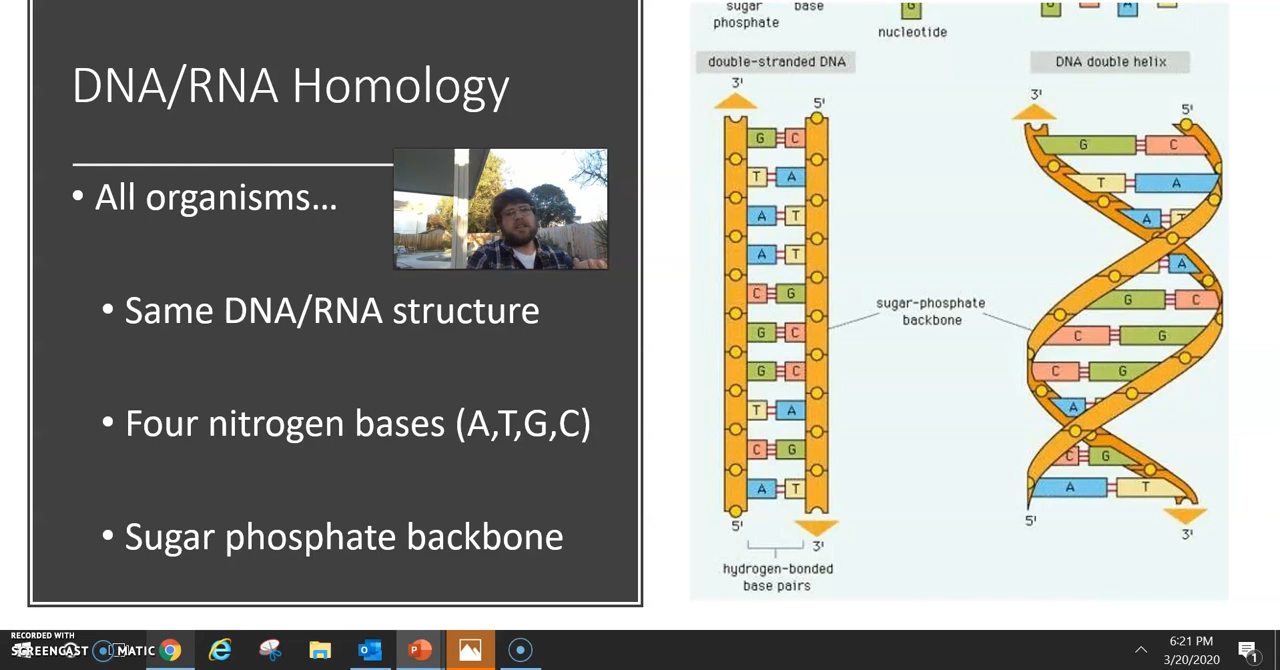 DNA/RNA Homology
• All organisms…
• Same DNA/RNA structure
• Four nitrogen bases (A,T,G,C)
• Sugar phosphate backbone
sugar base
phosphate
G
nucleotide
G
A
double-stranded DNA
3' 5'
G C
T A
A T
A T
C G
G C
G C
T A
C G
A T
5' 3'
hydrogen-bonded
base pairs
sugar-phosphate
backbone
DNA double helix
3' 5'
G C
T A
A T
A
G C
C G
C G
A
C G
A T
5' 3'
RECORDED WITH
SCREENCAST MATIC
6:21 PM
3/20/2020
1